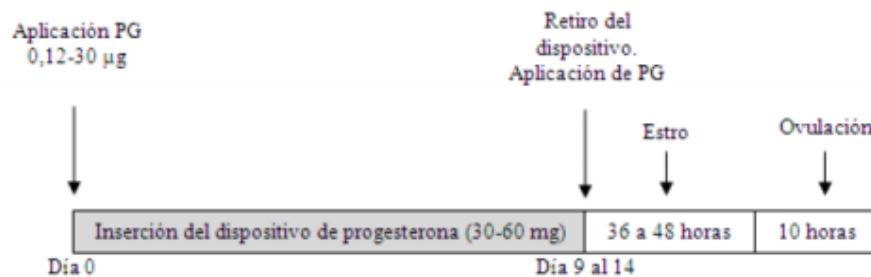 Aplicación PG
0,12-30 µg
Retiro del
dispositivo.
Aplicación de PG
Estro
Ovulación
Inserción del dispositivo de progesterona (30-60 mg)
36 a 48 horas
10 horas
Día 0
Día 9 al 14